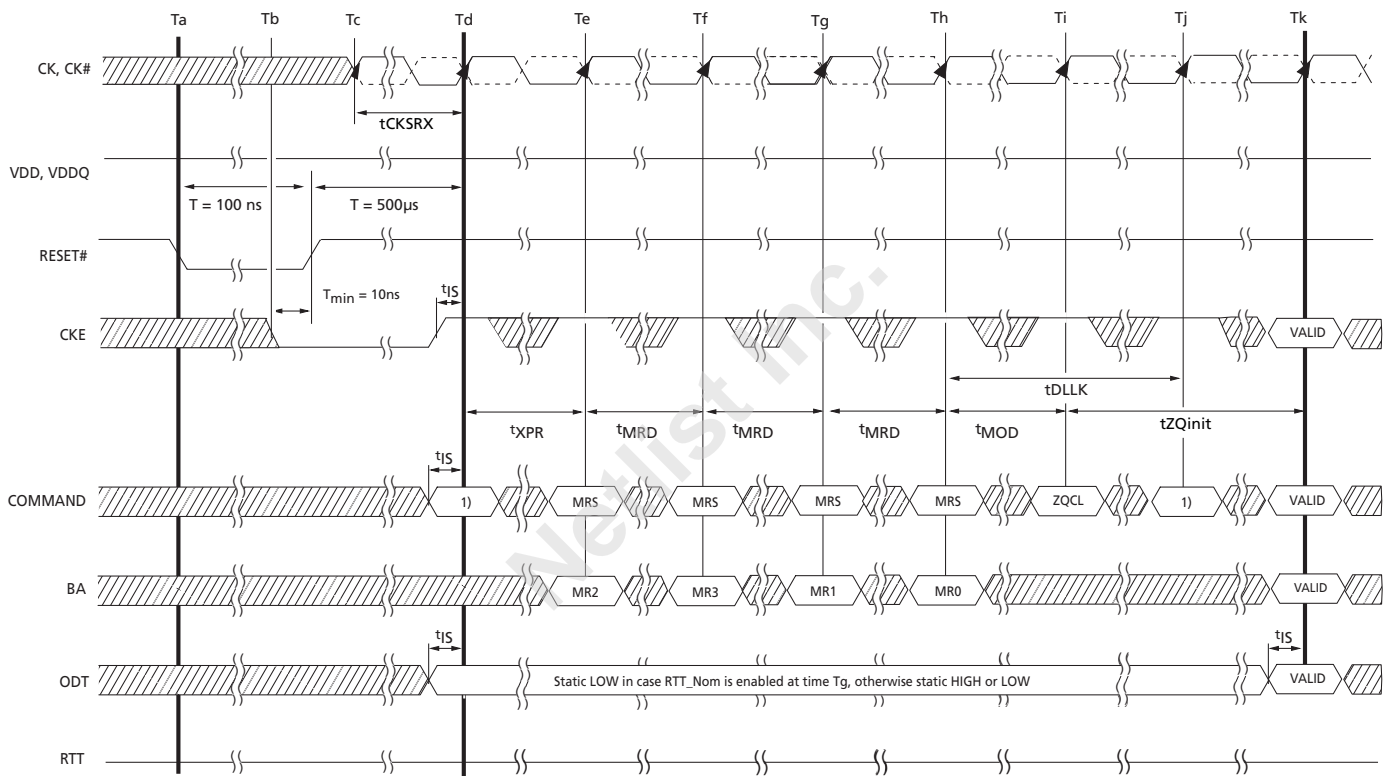 Ta Tb Tc Td Te Tf Tg Th Ti Tj Tk
CK, CK#
tCKSRX
VDD, VDDQ
T = 100 ns T = 500µs
RESET#
Tmin = 10ns tIS
CKE VALID
tDLLK
tXPR tMRD tMRD tMRD tMOD tZQinit
tIS
COMMAND 1) MRS MRS MRS MRS ZQCL 1) VALID
BA MR2 MR3 MR1 MR0 VALID
tIS tIS
ODT Static LOW in case RTT_Nom is enabled at time Tg, otherwise static HIGH or LOW VALID
RTT
Netlist Inc.